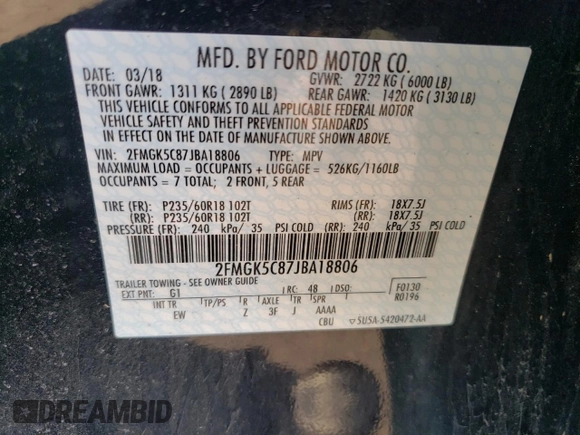 MFD. BY FORD MOTOR CO.
DATE: 03/18 GVWR: 2722 KG ( 6000 LB)
FRONT GAWR: 1311 KG ( 2890 LB) REAR GAWR: 1420 KG ( 3130 LB)
THIS VEHICLE CONFORMS TO ALL APPLICABLE FEDERAL MOTOR
VEHICLE SAFETY AND THEFT PREVENTION STANDARDS
IN EFFECT ON THE DATE OF MANUFACTURE SHOWN ABOVE.
VIN: 2FMGK5C87JBA18806 TYPE: MPV
MAXIMUM LOAD = OCCUPANTS + LUGGAGE = 526KG/1160LB
OCCUPANTS = 7 TOTAL; 2 FRONT, 5 REAR
TIRE (FR): P235/60R18 102T RIMS (FR): 18X7.5J
(RR): P235/60R18 102T (RR): 18X7.5J
PRESSURE (FR): 240 kPa/ 35 PSI COLD (RR): 240 kPa/ 35 PSI COLD
2FMGK5C87JBA18806
TRAILER TOWING - SEE OWNER GUIDE
EXT PNT: G1 RC: 48 DSO: F0130
INT TR TP/PS R AXLE TR SPR R0196
EW Z 3F J AAAA
CBU SU5A-5420472-AA
DREAMBID